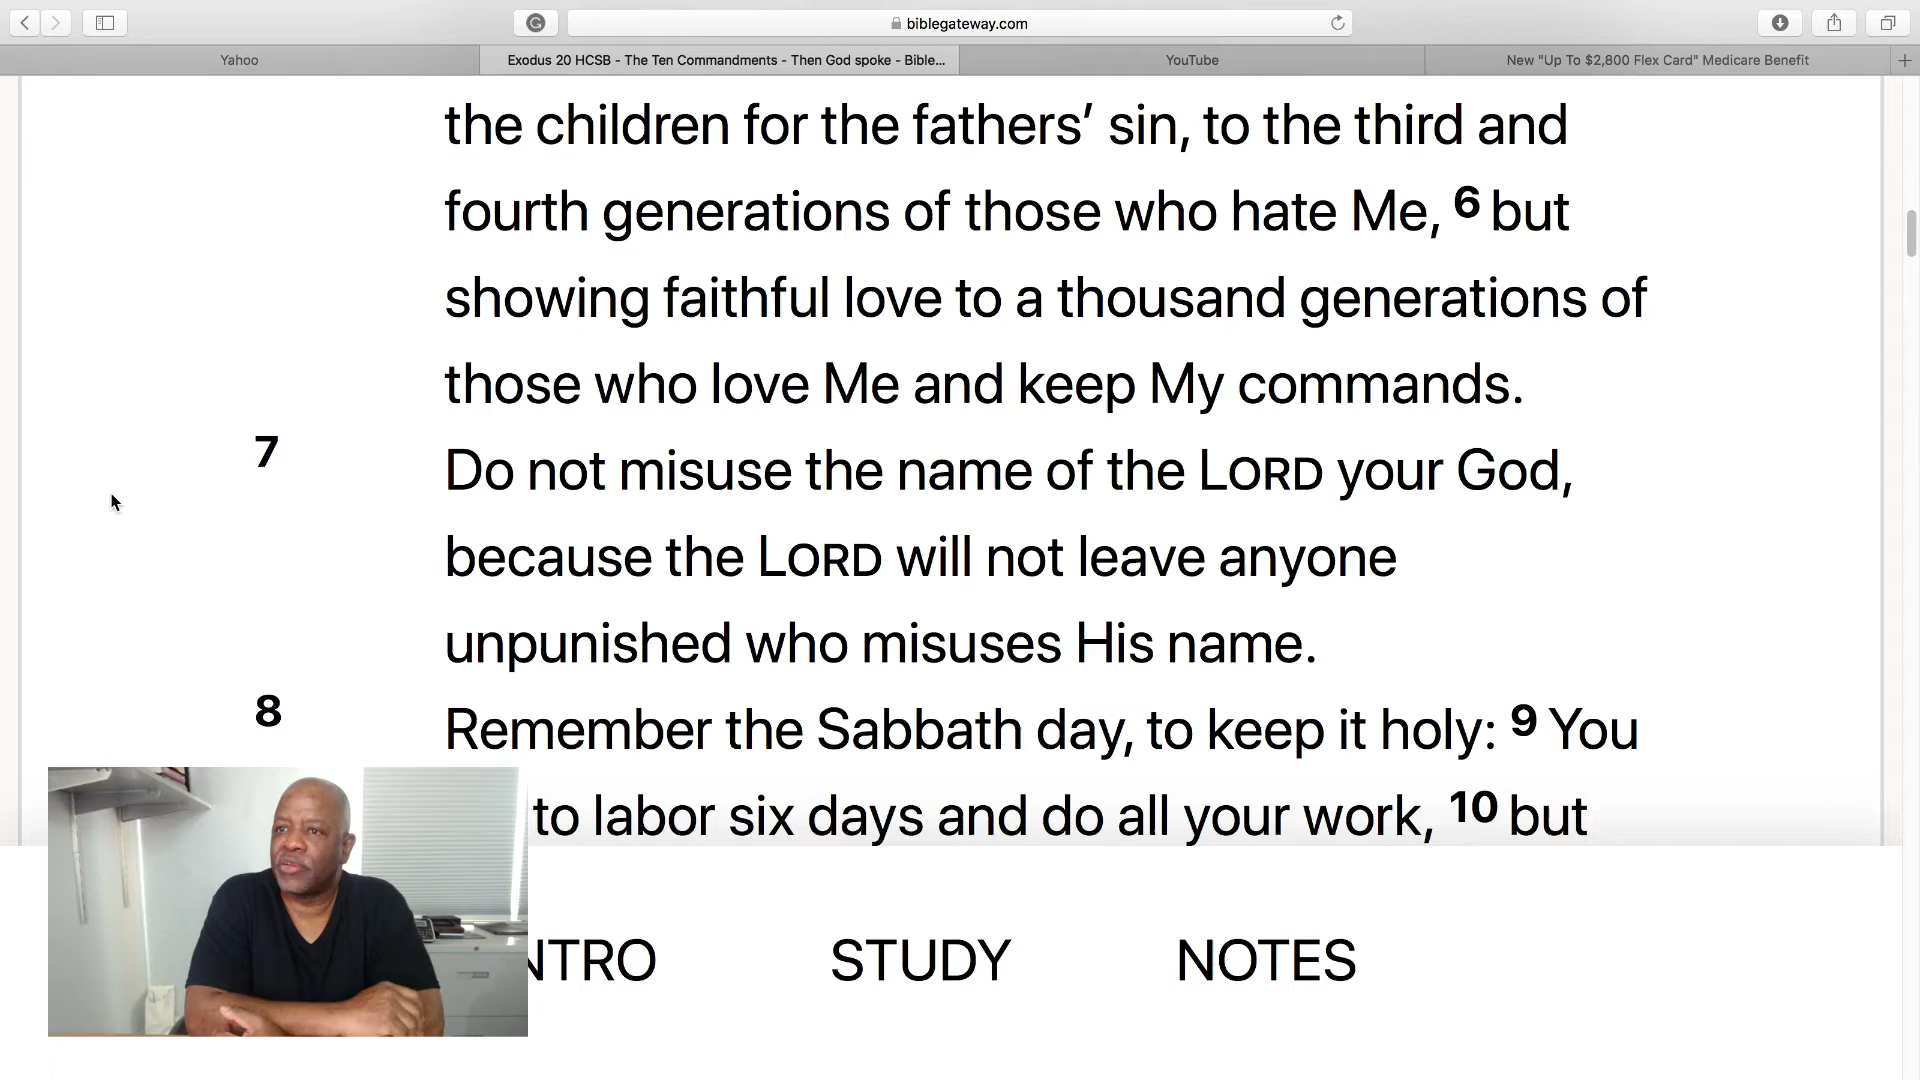 biblegateway.com
Yahoo
Exodus 20 HCSB - The Ten Commandments - Then God spoke - Bible...
YouTube
New "Up To $2,800 Flex Card" Medicare Benefit
the children for the fathers’ sin, to the third and
fourth generations of those who hate Me, 6 but
showing faithful love to a thousand generations of
those who love Me and keep My commands.
7 Do not misuse the name of the LORD your God,
because the LORD will not leave anyone
unpunished who misuses His name.
8 Remember the Sabbath day, to keep it holy: 9 You
to labor six days and do all your work, 10 but
NTRO STUDY NOTES